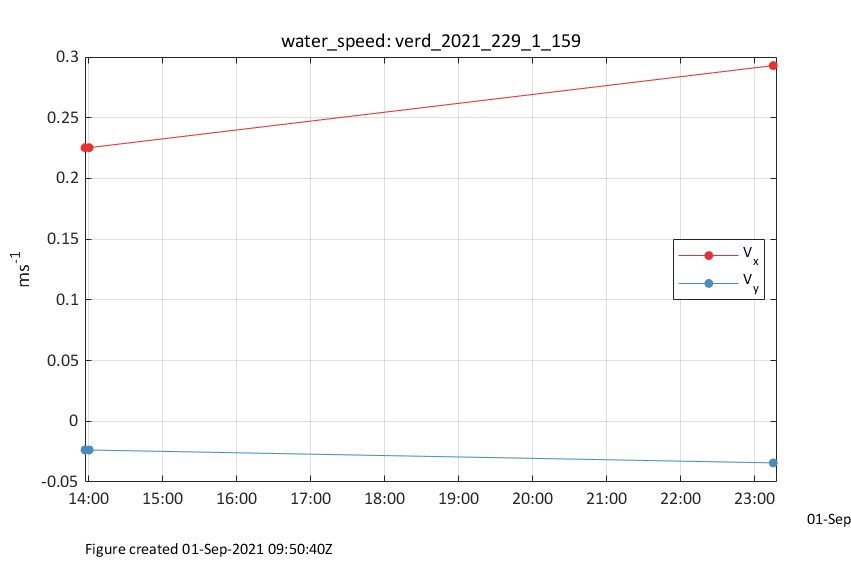 water_speed: verd_2021_229_1_159
0.3
0.25
0.2
0.15
0.1
0.05
0
-0.05
ms-1
Vx
Vy
14:00 15:00 16:00 17:00 18:00 19:00 20:00 21:00 22:00 23:00
01-Sep
Figure created 01-Sep-2021 09:50:40Z